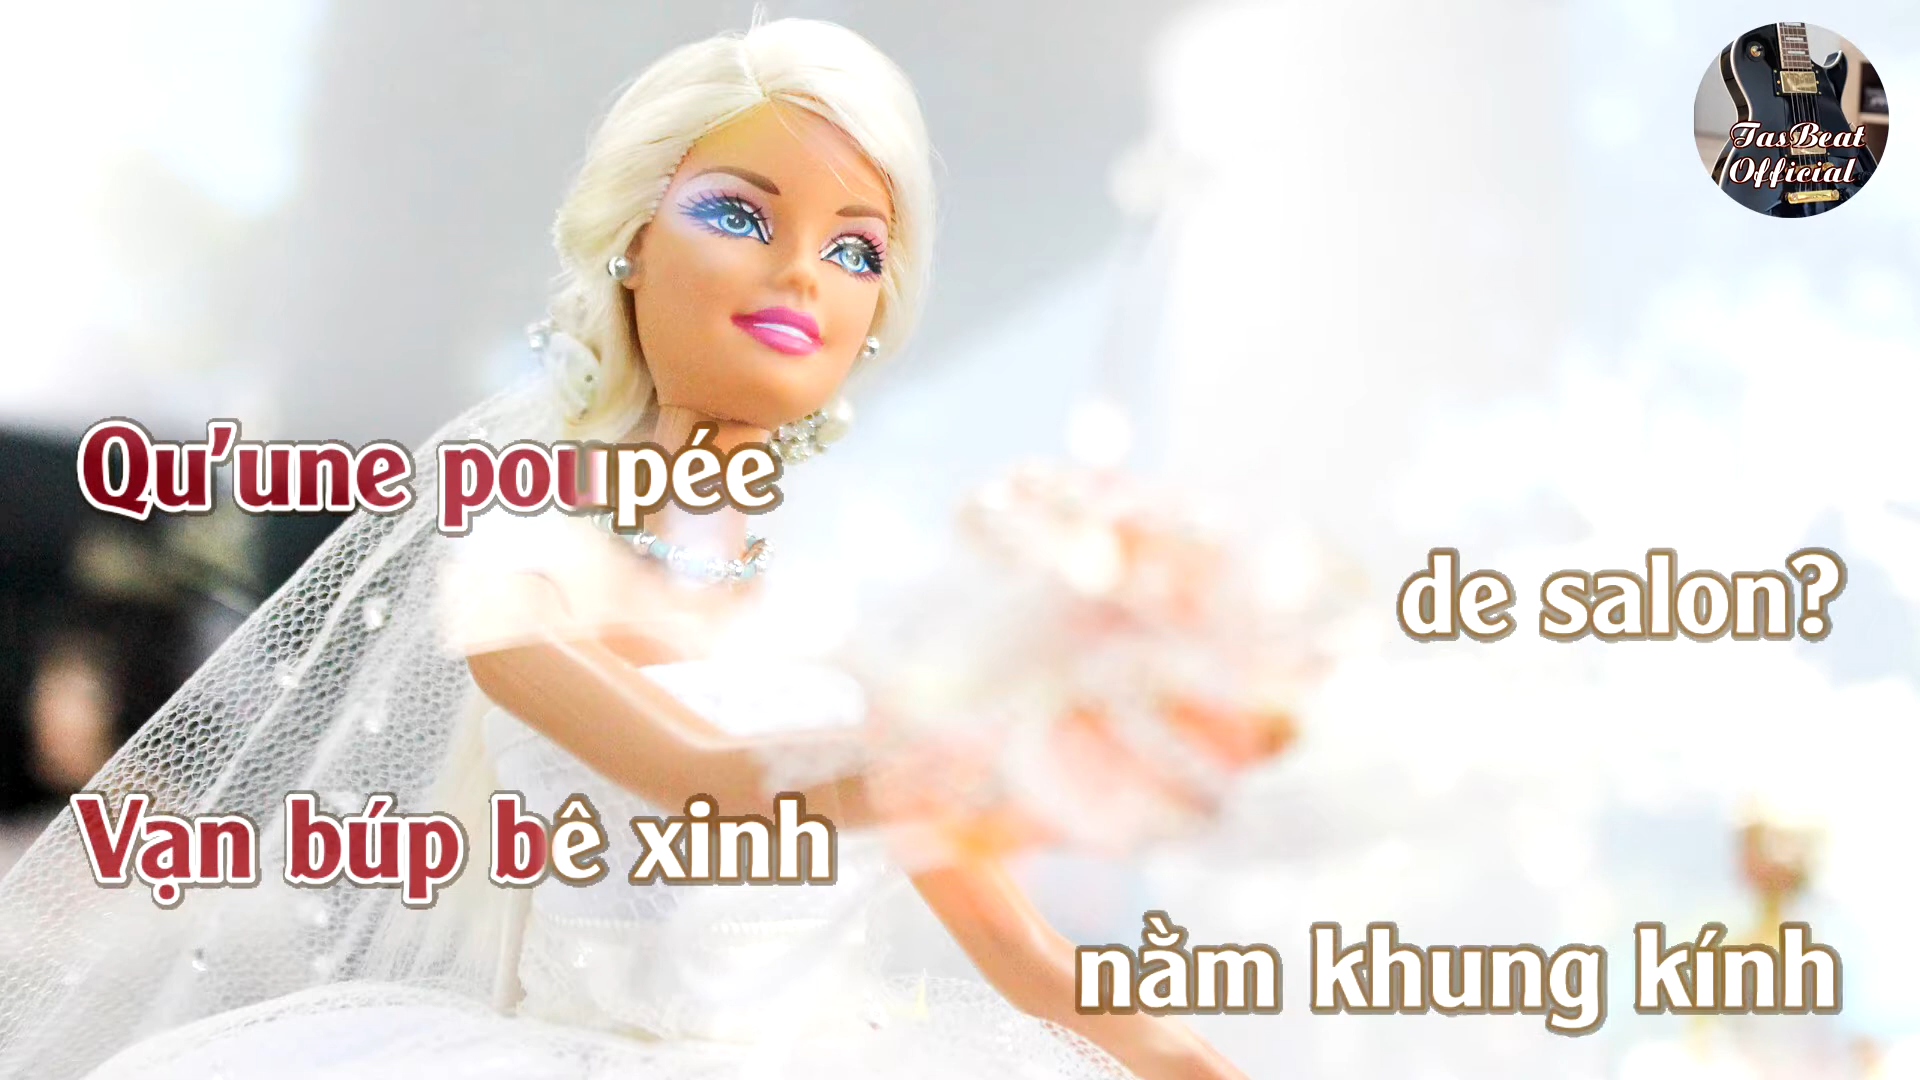 TasBeat
Official
Qu'une poupée
de salon?
Vạn búp bê xinh
nằm khung kính